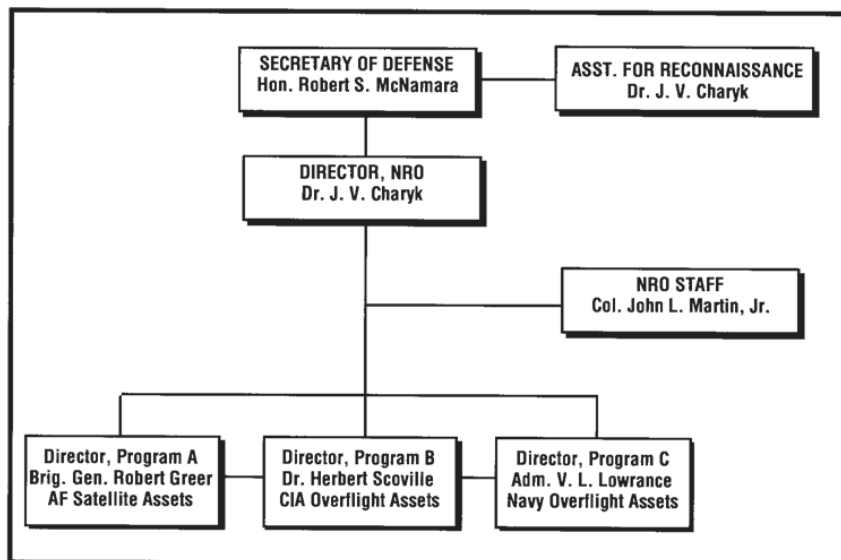 SECRETARY OF DEFENSE
Hon. Robert S. McNamara
ASST. FOR RECONNAISSANCE
Dr. J. V. Charyk
DIRECTOR, NRO
Dr. J. V. Charyk
NRO STAFF
Col. John L. Martin, Jr.
Director, Program A
Brig. Gen. Robert Greer
AF Satellite Assets
Director, Program B
Dr. Herbert Scoville
CIA Overflight Assets
Director, Program C
Adm. V. L. Lowrance
Navy Overflight Assets